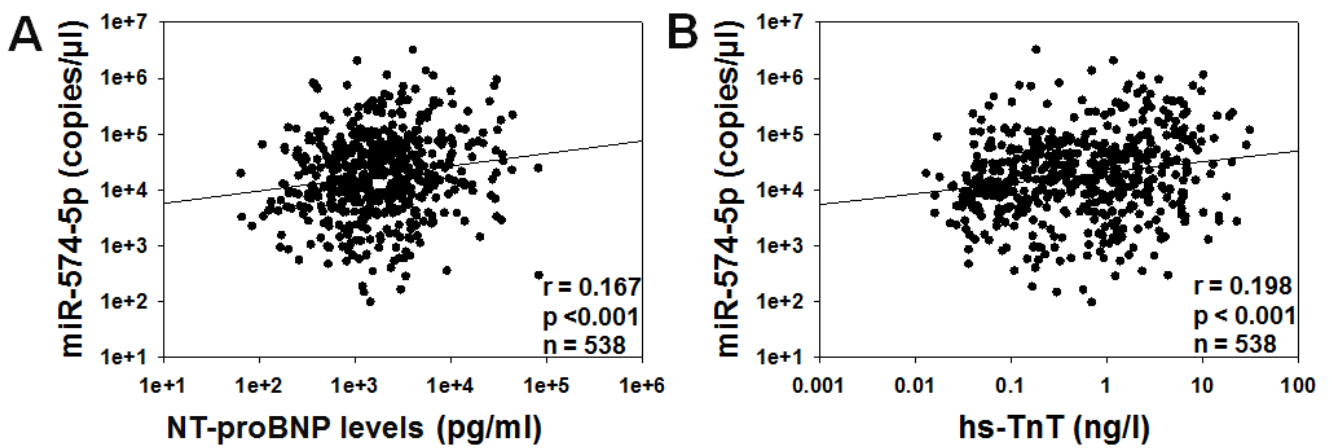 A
miR-574-5p (copies/µl)
1e+7
1e+6
1e+5
1e+4
1e+3
1e+2
1e+1
r = 0.167
p <0.001
n = 538
1e+1 1e+2 1e+3 1e+4 1e+5 1e+6
NT-proBNP levels (pg/ml)
B
miR-574-5p (copies/µl)
1e+7
1e+6
1e+5
1e+4
1e+3
1e+2
1e+1
r = 0.198
p < 0.001
n = 538
0.001 0.01 0.1 1 10 100
hs-TnT (ng/l)